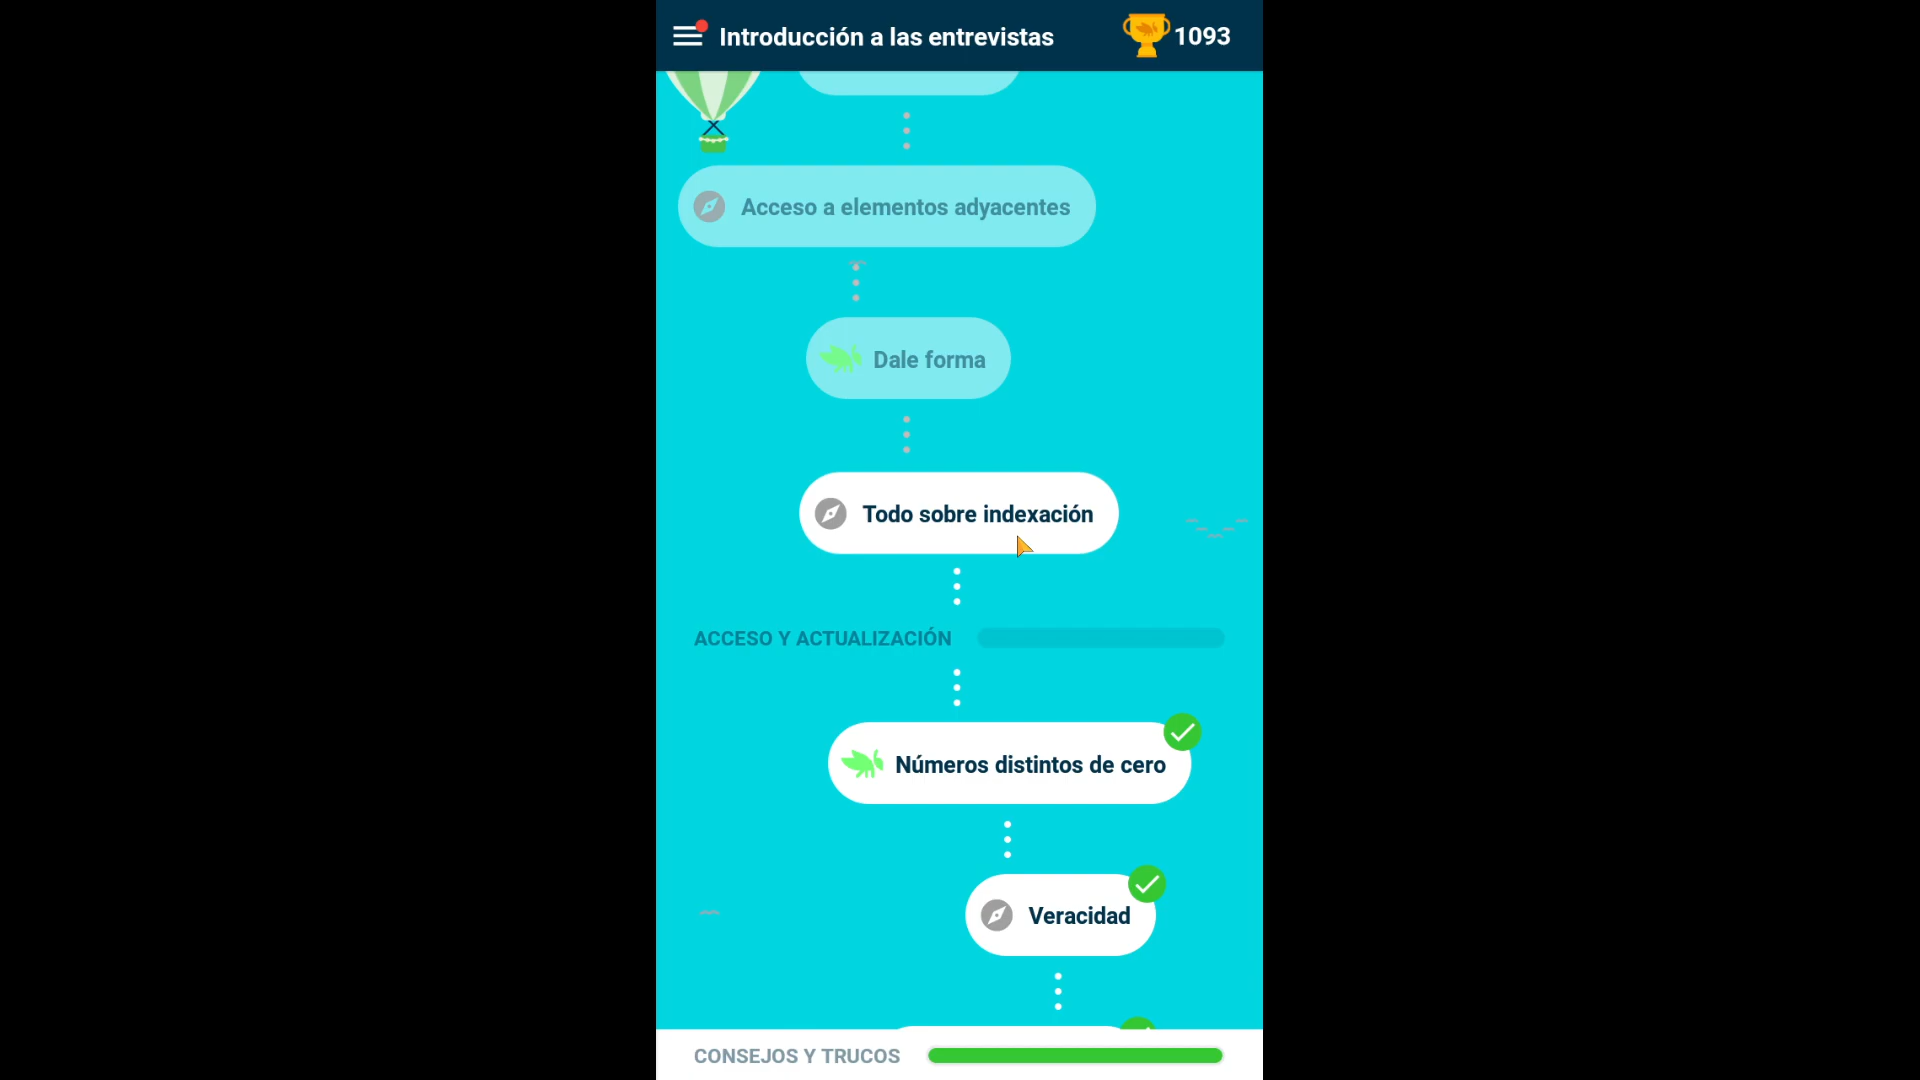 Introducción a las entrevistas
1093
Acceso a elementos adyacentes
Dale forma
Todo sobre indexación
ACCESO Y ACTUALIZACIÓN
Números distintos de cero
Veracidad
CONSEJOS Y TRUCOS